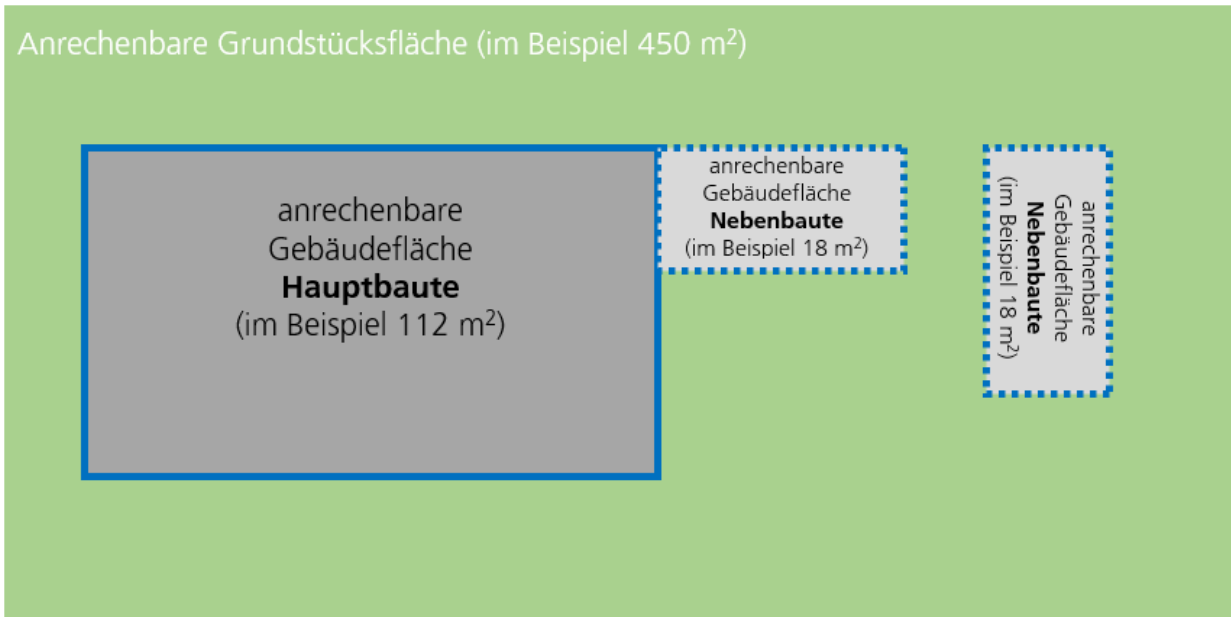 Anrechenbare Grundstücksfläche (im Beispiel 450 m²)
anrechenbare
Gebäudefläche
Hauptbaute
(im Beispiel 112 m²)
anrechenbare
Gebäudefläche
Nebenbaute
(im Beispiel 18 m²)
anrechenbare
Gebäudefläche
Nebenbaute
(im Beispiel 18 m²)